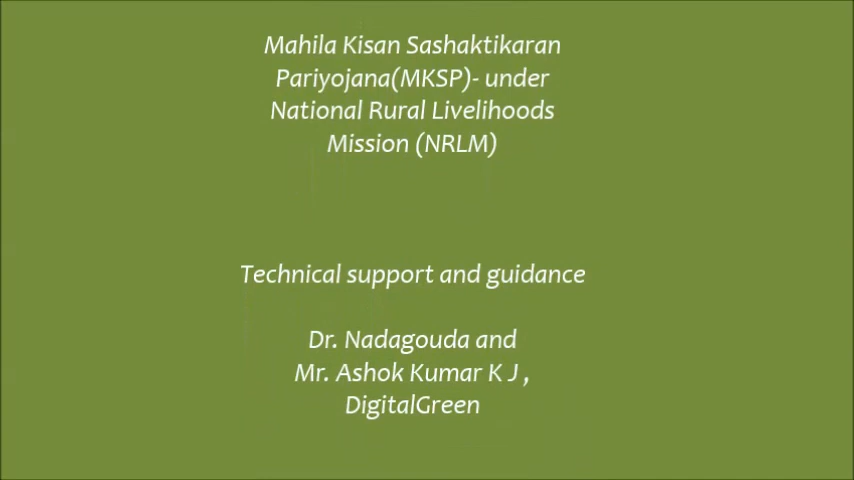 Mahila Kisan Sashaktikaran
Pariyojana(MKSP)- under
National Rural Livelihoods
Mission (NRLM)
Technical support and guidance
Dr. Nadagouda and
Mr. Ashok Kumar K J ,
DigitalGreen